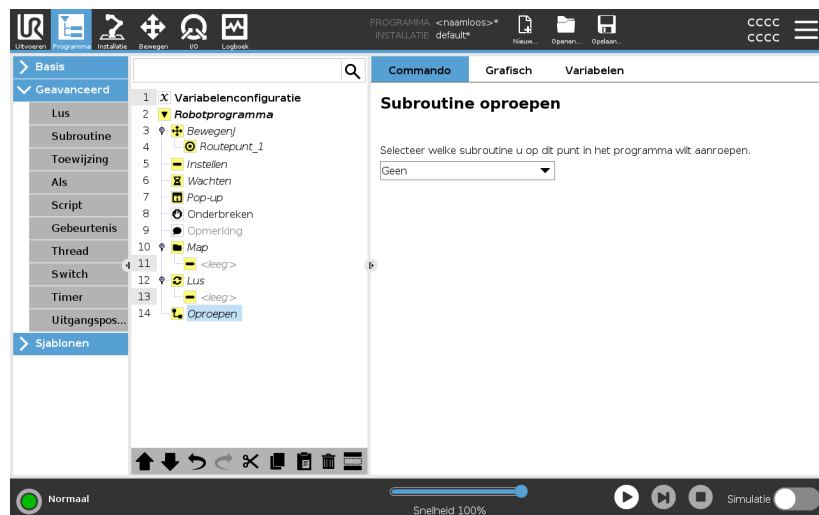 PROGRAMMA <naamloos>*
INSTALLATIE default*
CCCC
CCCC
Uitvoeren Programma Installatie Bewegen I/O Logboek
Nieuw... Openen... Opslaan...
Basis
Geavanceerd
Lus
Subroutine
Toewijzing
Als
Script
Gebeurtenis
Thread
Switch
Timer
Uitgangspos...
Sjablonen
1 X Variabelenconfiguratie
2 Robotprogramma
3 BewegenJ
4 Routepunt_1
5 Instellen
6 Wachten
7 Pop-up
8 Onderbreken
9 Opmerking
10 Map
11 <leeg>
12 Lus
13 <leeg>
14 Oproepen
Commando Grafisch Variabelen
Subroutine oproepen
Selecteer welke subroutine u op dit punt in het programma wilt aanroepen.
Geen
Normaal
Snelheid 100%
Simulatie